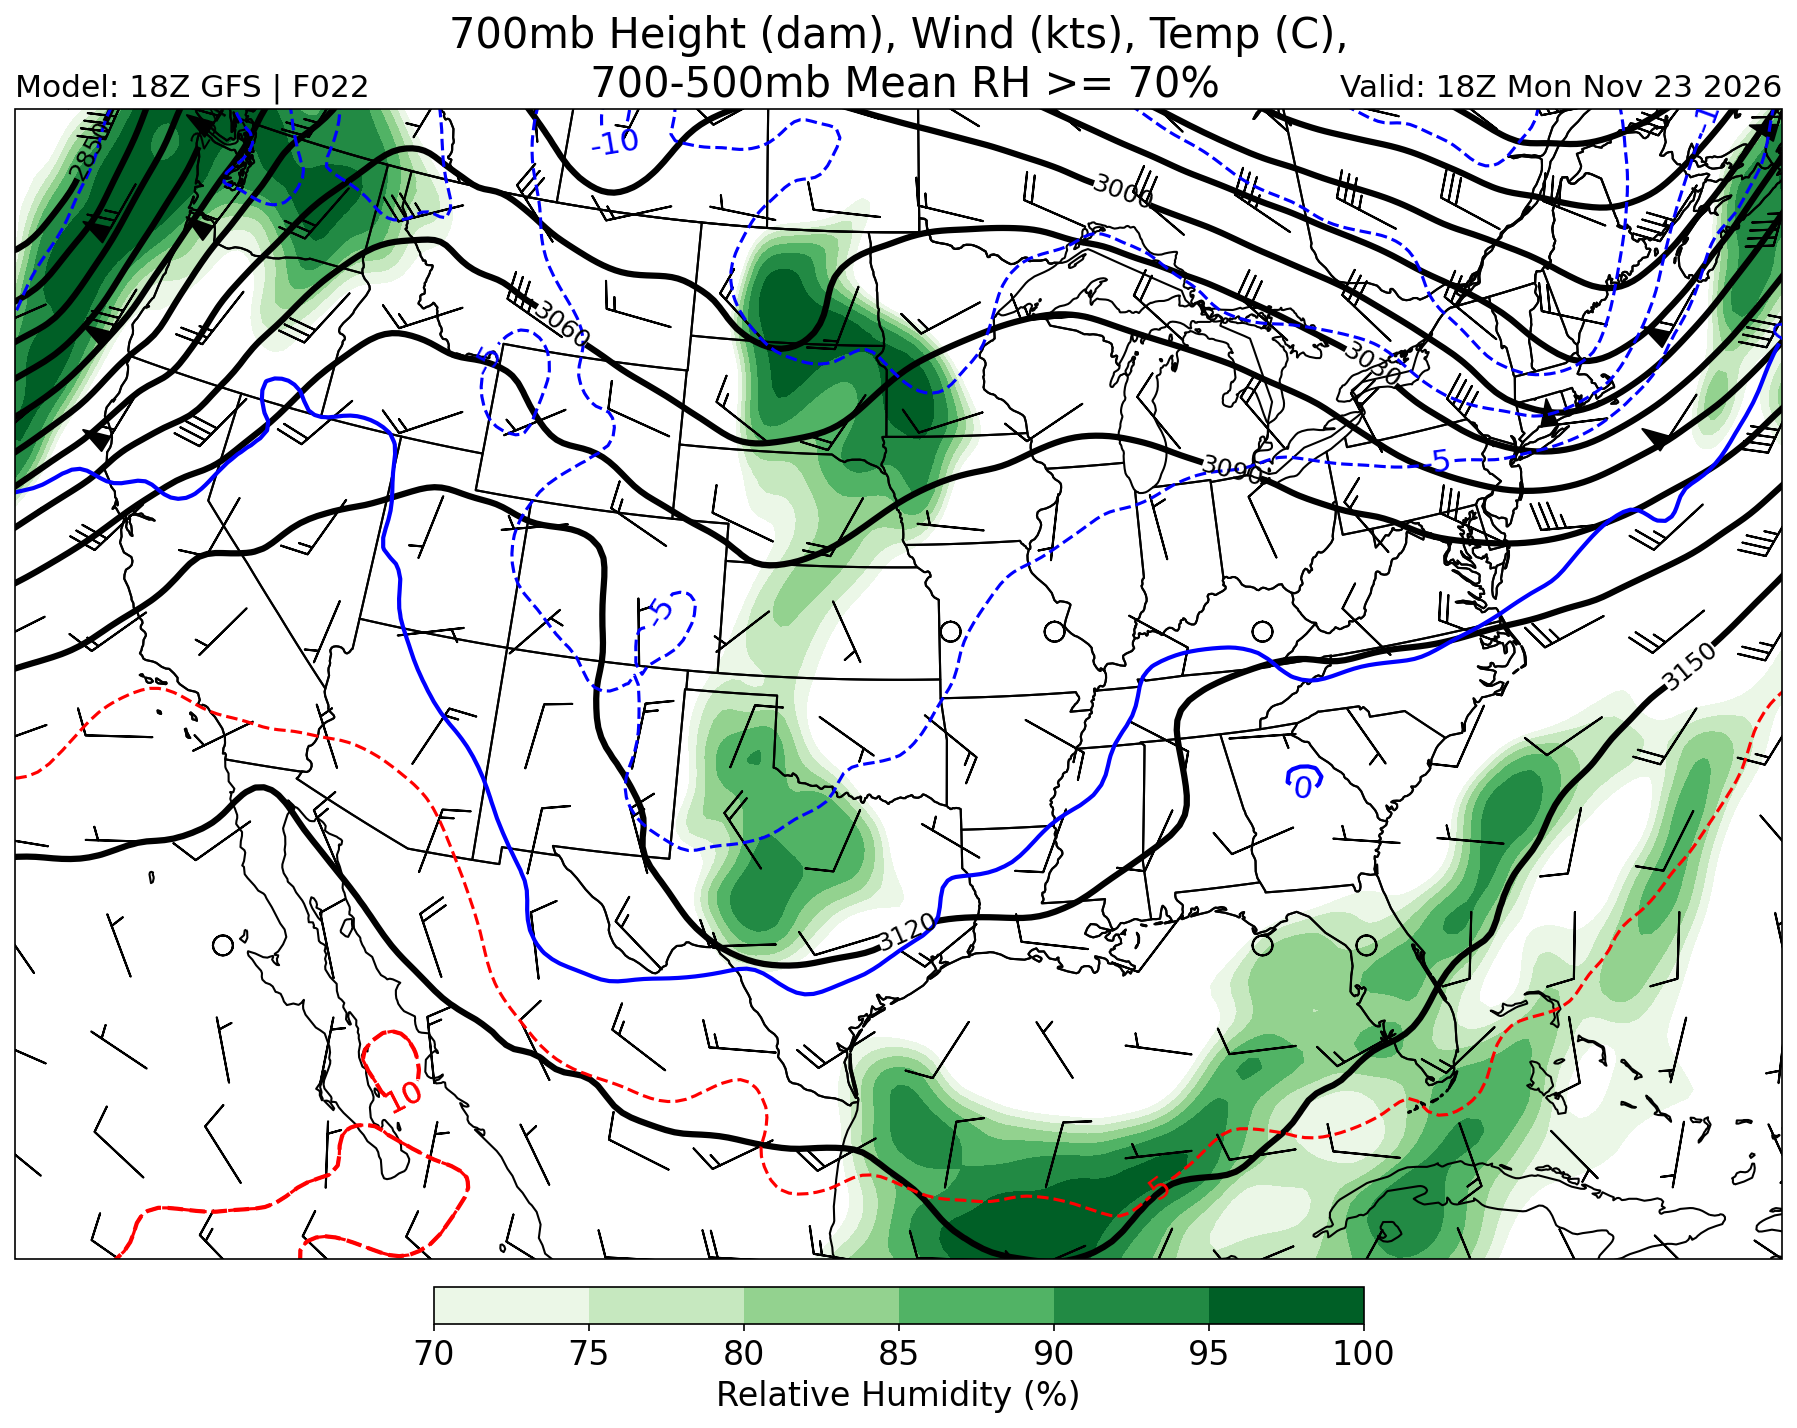 700mb Height (dam), Wind (kts), Temp (C),
700-500mb Mean RH >= 70%
Model: 18Z GFS | F022
Valid: 18Z Mon Nov 23 2026
2850
-10
3000
3060
-5
3030
3090
-5
-5
3150
0
3120
10
5
70 75 80 85 90 95 100
Relative Humidity (%)